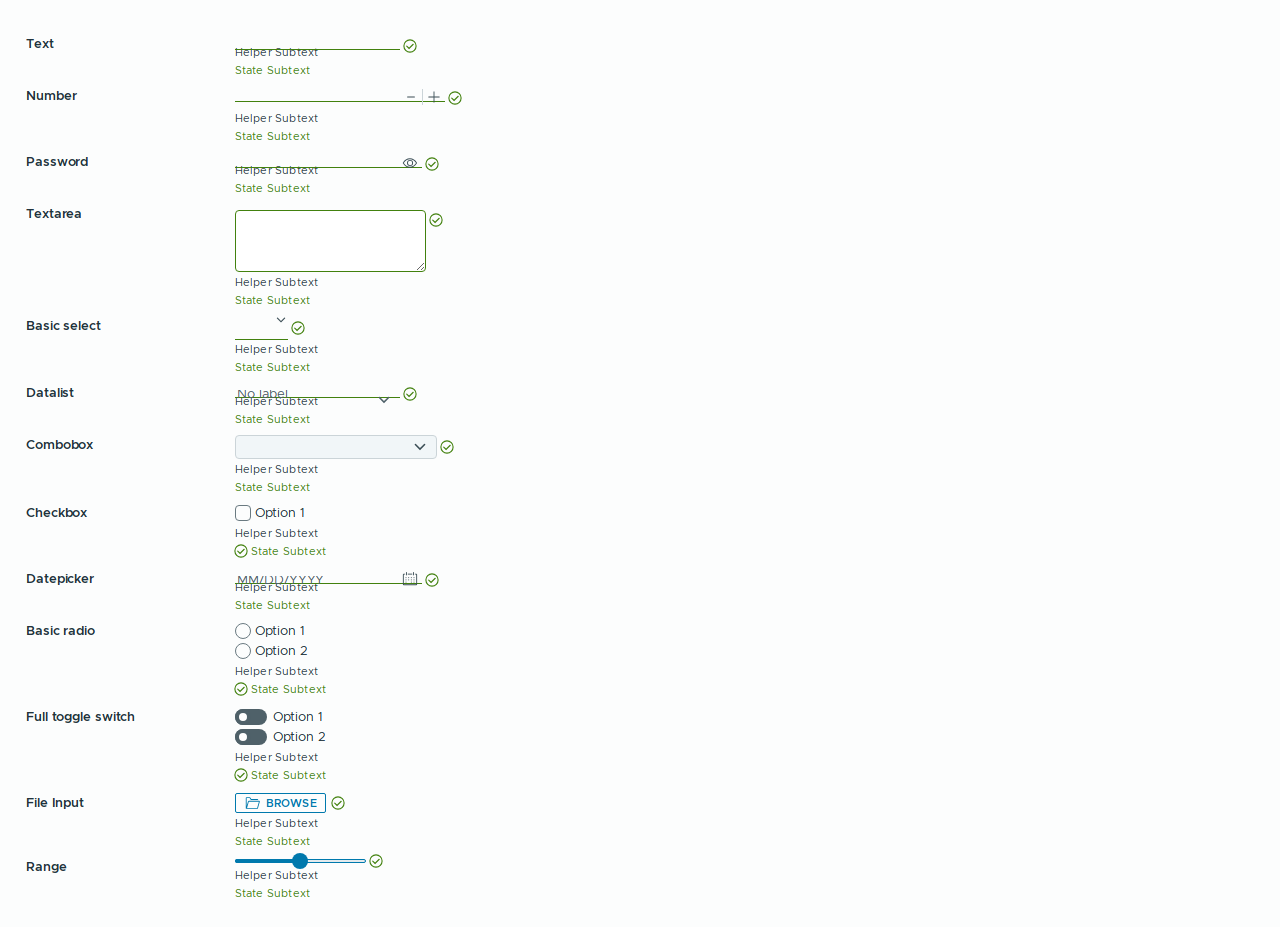 Text
Helper Subtext
State Subtext
Number
Helper Subtext
State Subtext
Password
Helper Subtext
State Subtext
Textarea
Helper Subtext
State Subtext
Basic select
Helper Subtext
State Subtext
Datalist
No label
Helper Subtext
State Subtext
Combobox
Helper Subtext
State Subtext
Checkbox
Option 1
Helper Subtext
State Subtext
Datepicker
MM/DD/YYYY
Helper Subtext
State Subtext
Basic radio
Option 1
Option 2
Helper Subtext
State Subtext
Full toggle switch
Option 1
Option 2
Helper Subtext
State Subtext
File Input
BROWSE
Helper Subtext
State Subtext
Range
Helper Subtext
State Subtext